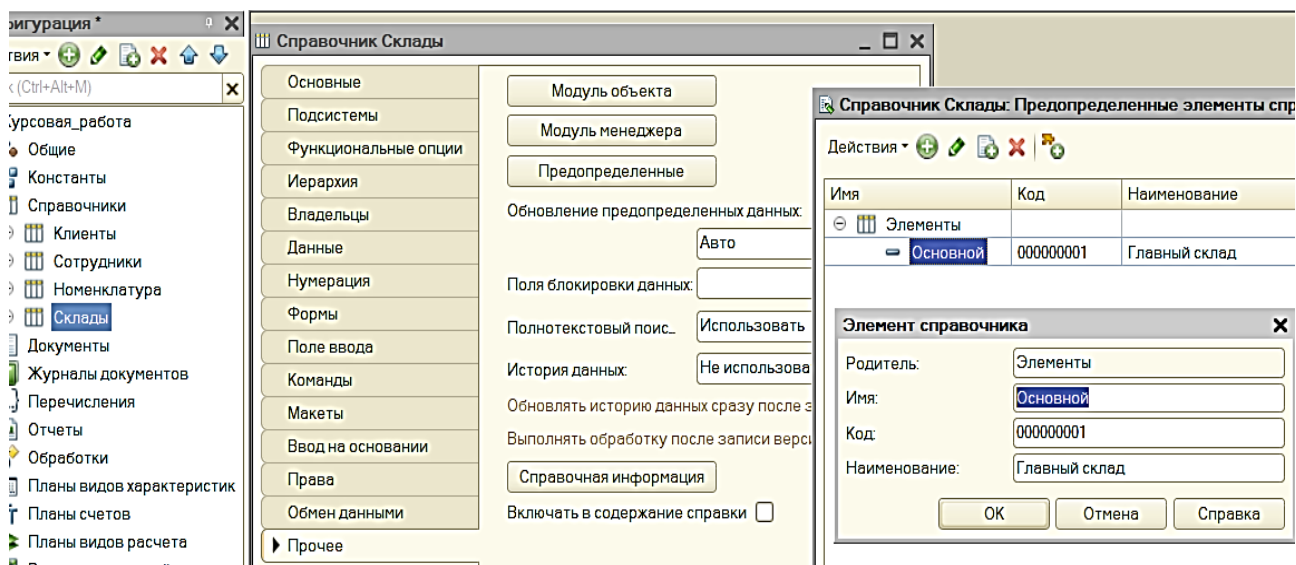 Конфигурация *
Действия
(Ctrl+Alt+M)
Курсовая_работа
Общие
Константы
Справочники
Клиенты
Сотрудники
Номенклатура
Склады
Документы
Журналы документов
Перечисления
Отчеты
Обработки
Планы видов характеристик
Планы счетов
Планы видов расчета
Справочник Склады
Основные
Подсистемы
Функциональные опции
Иерархия
Владельцы
Данные
Нумерация
Формы
Поле ввода
Команды
Макеты
Ввод на основании
Права
Обмен данными
Прочее
Модуль объекта
Модуль менеджера
Предопределенные
Обновление предопределенных данных:
Авто
Поля блокировки данных:
Полнотекстовый поис... Использовать
История данных: Не использова
Обновлять историю данных сразу после з
Выполнять обработку после записи верси
Справочная информация
Включать в содержание справки
Справочник Склады: Предопределенные элементы спр
Действия
Имя Код Наименование
Элементы
Основной 000000001 Главный склад
Элемент справочника
Родитель: Элементы
Имя: Основной
Код: 000000001
Наименование: Главный склад
OK Отмена Справка